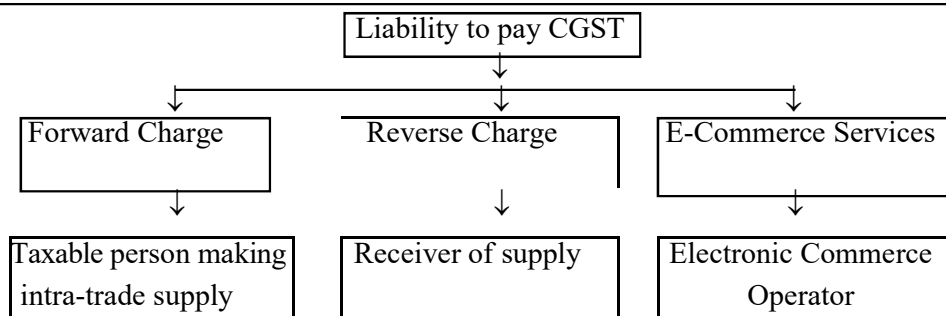 Liability to pay CGST
Forward Charge
Reverse Charge
E-Commerce Services
Taxable person making
intra-trade supply
Receiver of supply
Electronic Commerce
Operator